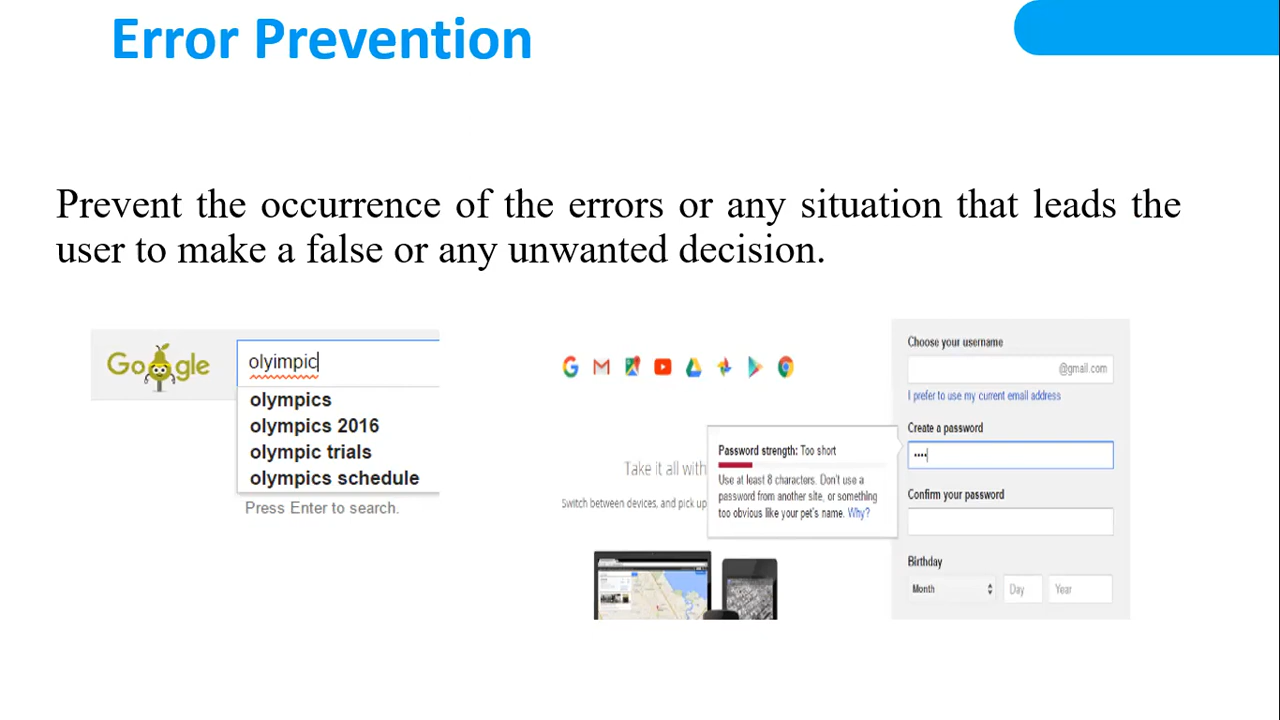 Error Prevention
Prevent the occurrence of the errors or any situation that leads the
user to make a false or any unwanted decision.
Google
olyimpic
olympics
olympics 2016
olympic trials
olympics schedule
Press Enter to search.
Take it all with
Switch between devices, and pick up
Password strength: Too short
Use at least 8 characters. Don't use a
password from another site, or something
too obvious like your pet's name. Why?
Choose your username
@gmail.com
I prefer to use my current email address
Create a password
Confirm your password
Birthday
Month Day Year